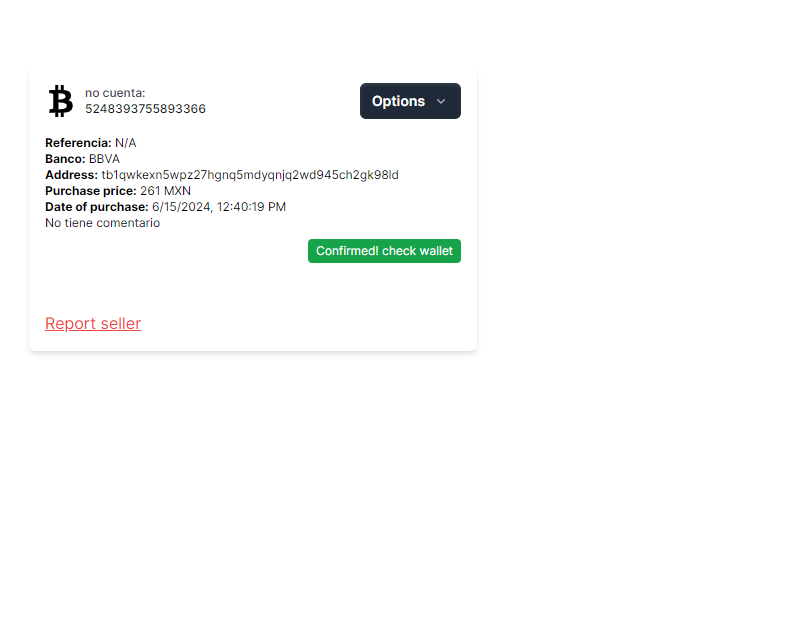 no cuenta:
5248393755893366
Options
Referencia: N/A
Banco: BBVA
Address: tb1qwkexn5wpz27hgnq5mdyqnjq2wd945ch2gk98ld
Purchase price: 261 MXN
Date of purchase: 6/15/2024, 12:40:19 PM
No tiene comentario
Confirmed! check wallet
Report seller